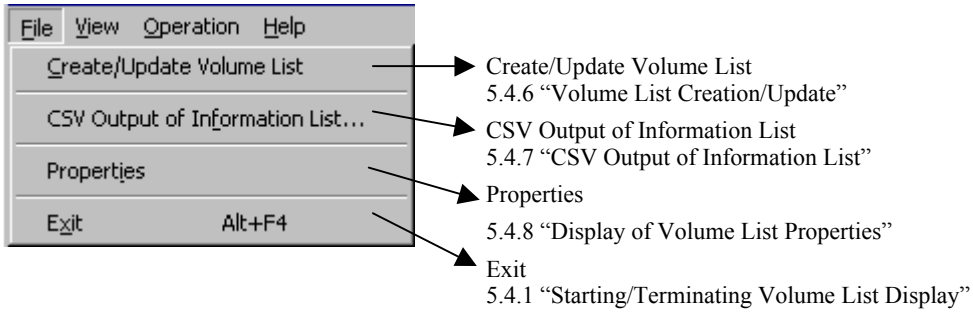 File View Operation Help
Create/Update Volume List
CSV Output of Information List...
Properties
Exit Alt+F4
Create/Update Volume List
5.4.6 “Volume List Creation/Update”
CSV Output of Information List
5.4.7 “CSV Output of Information List”
Properties
5.4.8 “Display of Volume List Properties”
Exit
5.4.1 “Starting/Terminating Volume List Display”